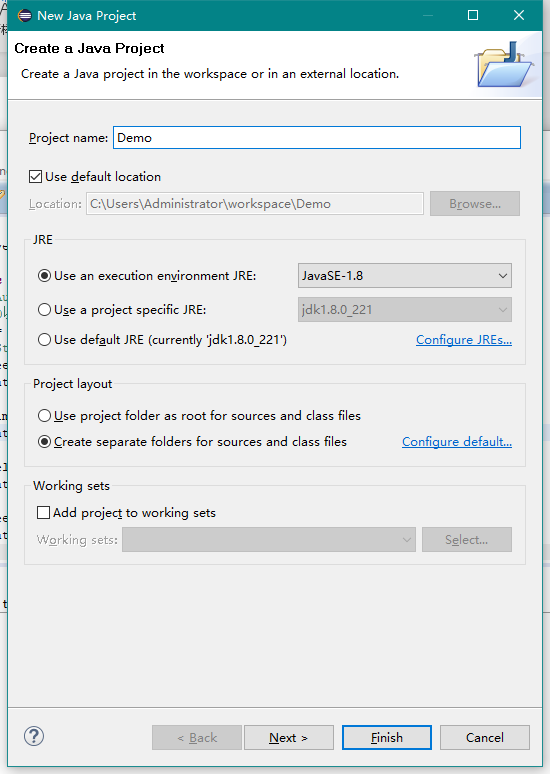 New Java Project
Create a Java Project
Create a Java project in the workspace or in an external location.
Project name: Demo
Use default location
Location: C:\Users\Administrator\workspace\Demo Browse...
JRE
Use an execution environment JRE: JavaSE-1.8
Use a project specific JRE: jdk1.8.0_221
Use default JRE (currently 'jdk1.8.0_221') Configure JREs...
Project layout
Use project folder as root for sources and class files
Create separate folders for sources and class files Configure default...
Working sets
Add project to working sets
Working sets: Select...
? < Back Next > Finish Cancel